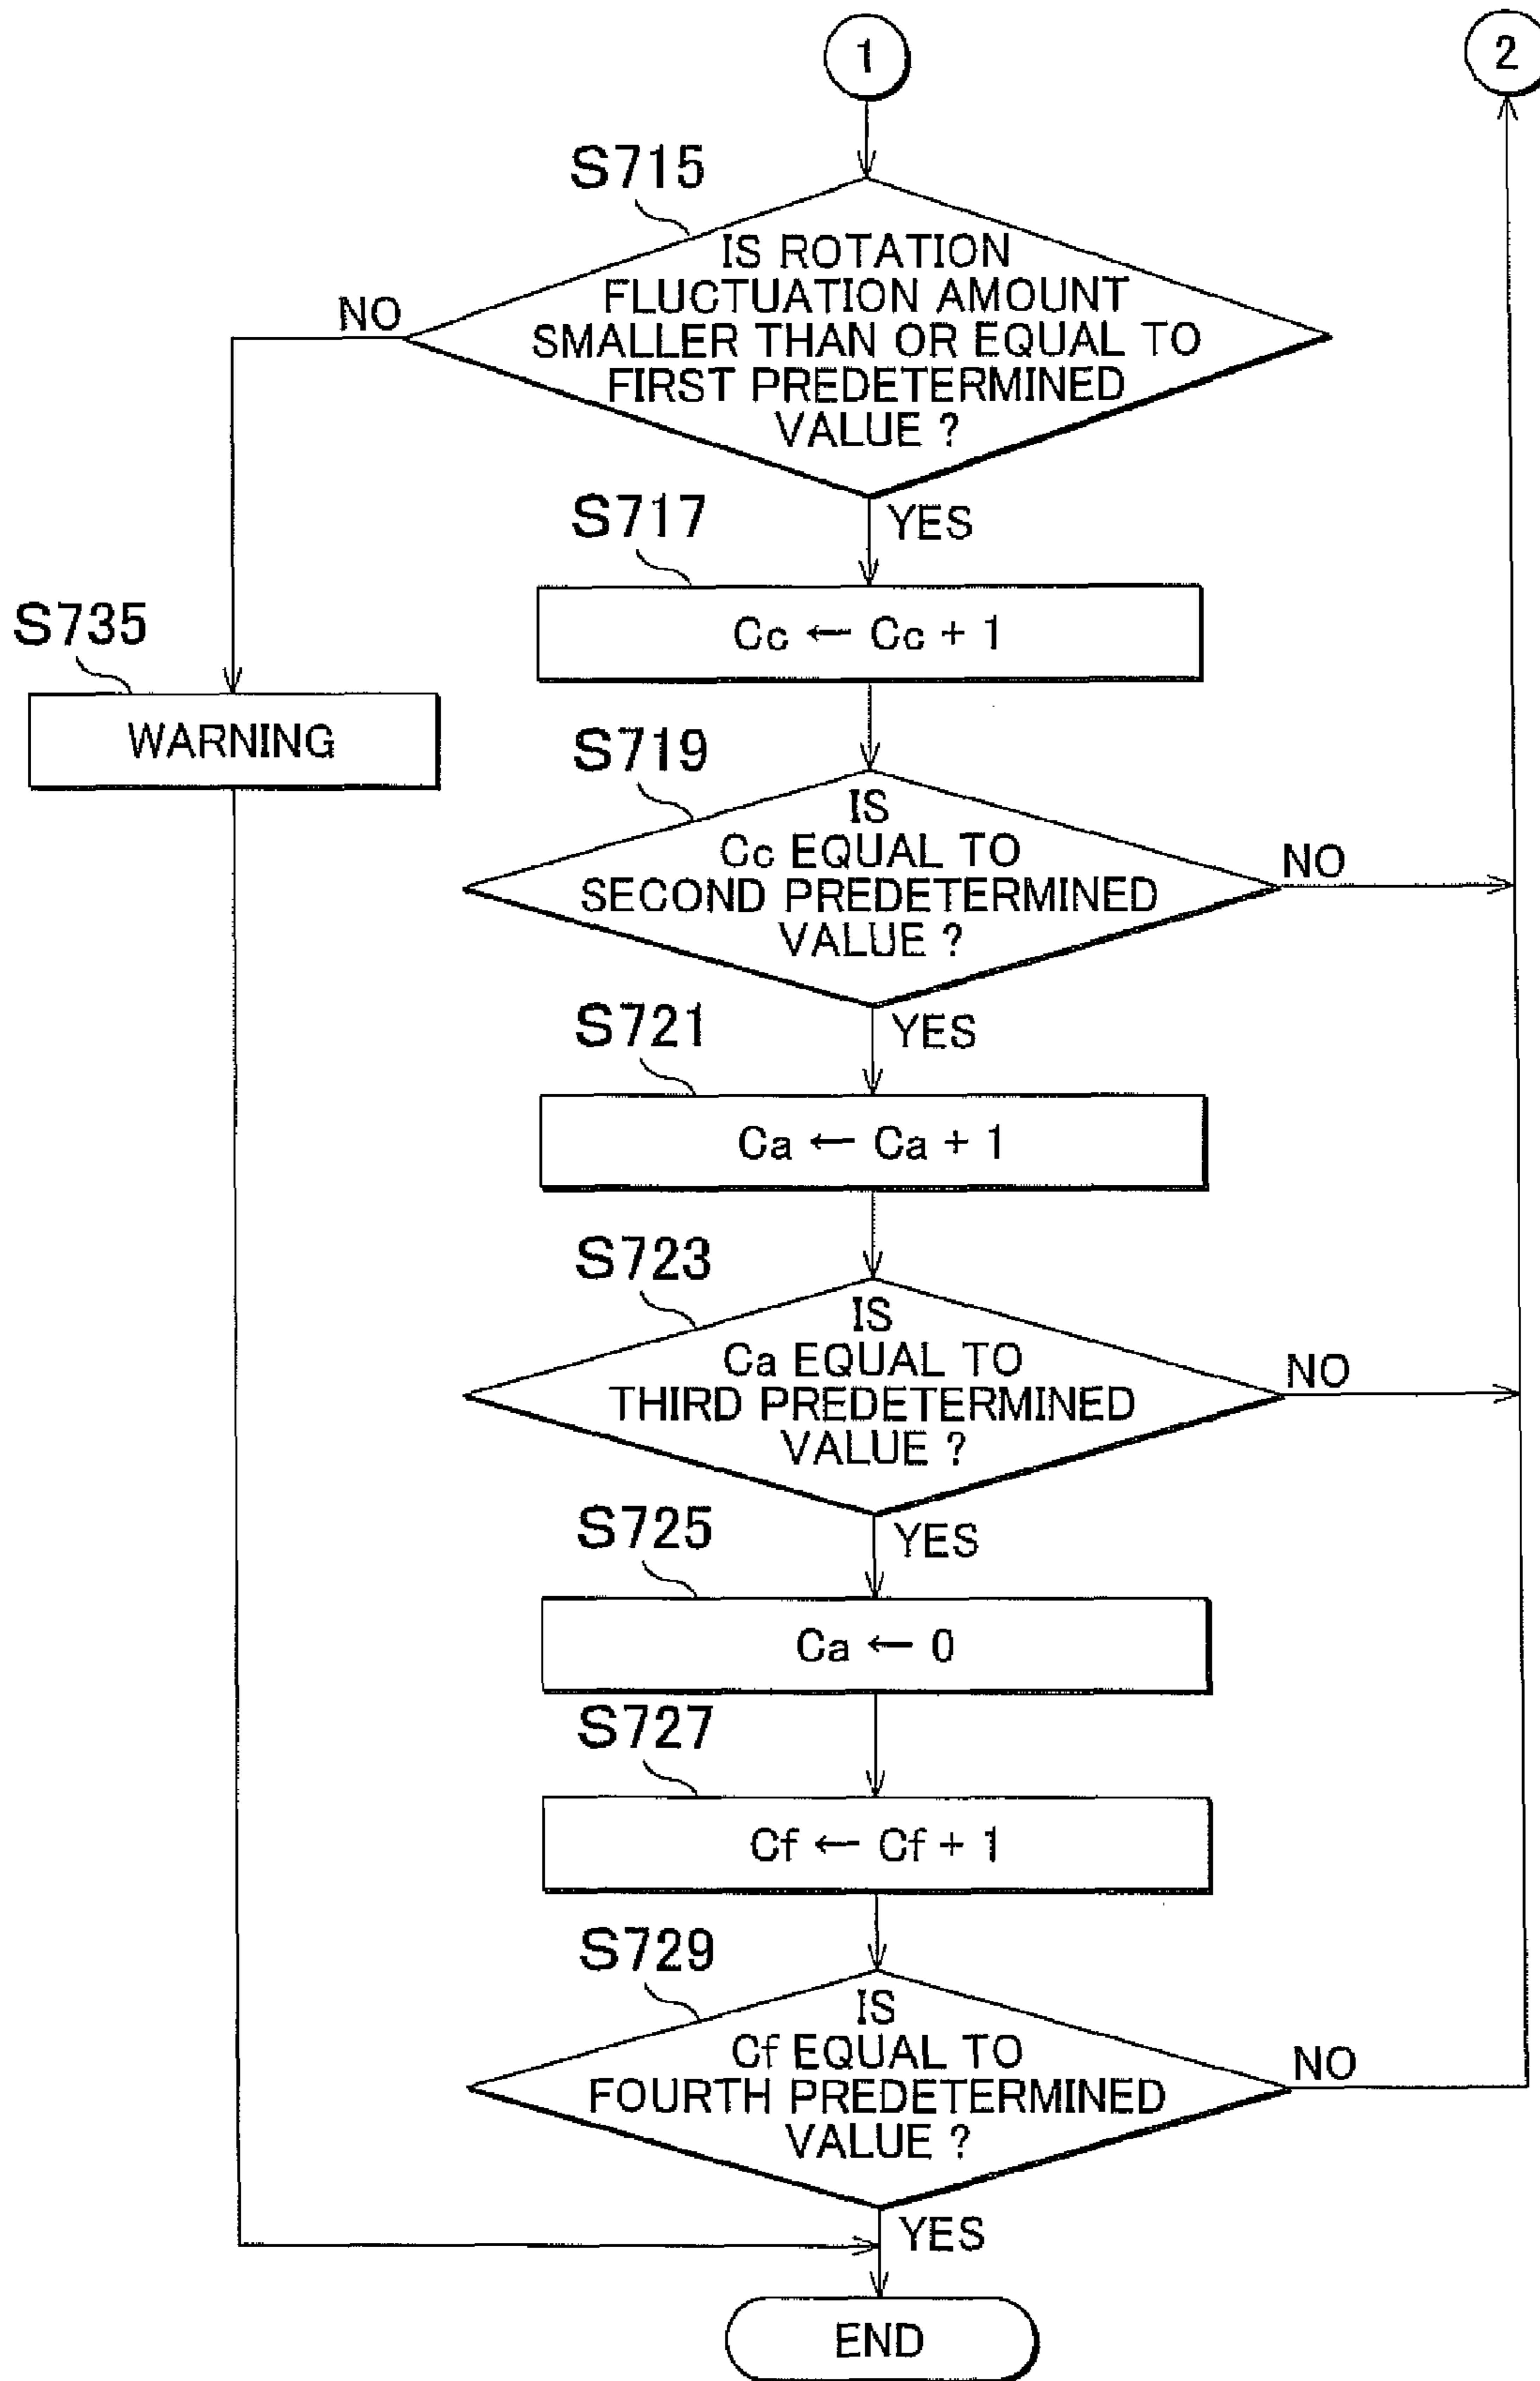 1
2
S715
IS ROTATION
FLUCTUATION AMOUNT
SMALLER THAN OR EQUAL TO
FIRST PREDETERMINED
VALUE ?
NO
YES
S717
Cc ← Cc + 1
S735
WARNING
S719
IS
Cc EQUAL TO
SECOND PREDETERMINED
VALUE ?
NO
YES
S721
Ca ← Ca + 1
S723
IS
Ca EQUAL TO
THIRD PREDETERMINED
VALUE ?
NO
YES
S725
Ca ← 0
S727
Cf ← Cf + 1
S729
IS
Cf EQUAL TO
FOURTH PREDETERMINED
VALUE ?
NO
YES
END